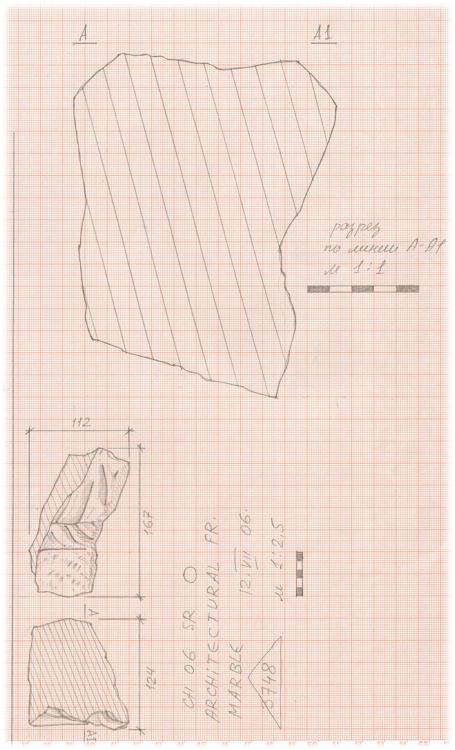 A A1
разрез
по линии A-A1
м 1:1
112
167
A
124
A1
CH 06 SR O
ARCHITECTURAL FR.
MARBLE
12.VII 06.
м 1:2,5
3748